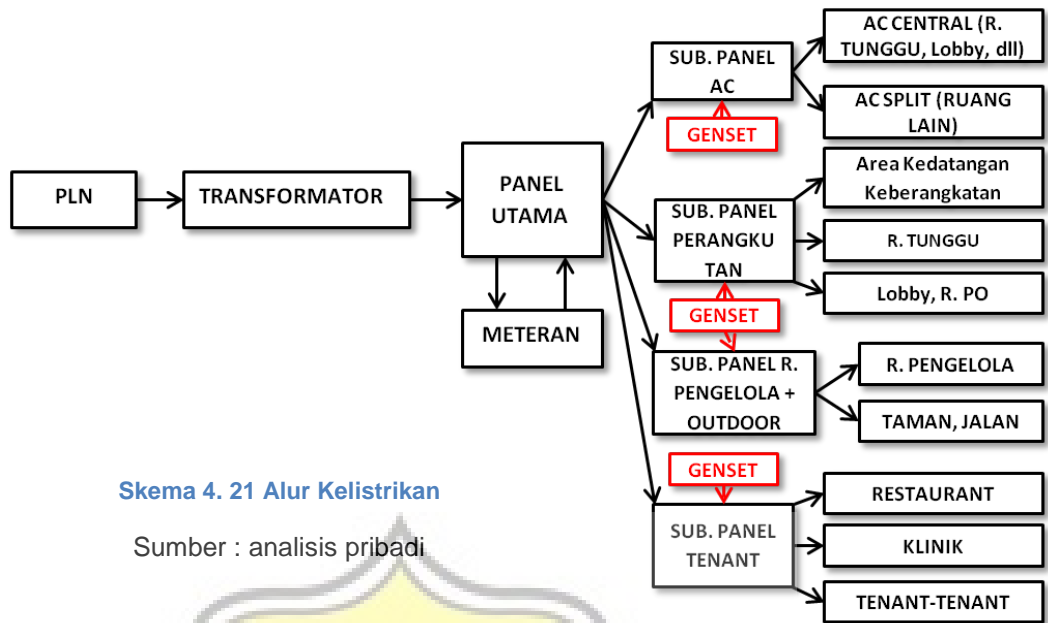 PLN
TRANSFORMATOR
PANEL
UTAMA
METERAN
SUB. PANEL
AC
GENSET
AC CENTRAL (R.
TUNGGU, Lobby, dll)
AC SPLIT (RUANG
LAIN)
SUB. PANEL
PERANGKU
TAN
Area Kedatangan
Keberangkatan
R. TUNGGU
Lobby, R. PO
GENSET
SUB. PANEL R.
PENGELOLA +
OUTDOOR
R. PENGELOLA
TAMAN, JALAN
GENSET
SUB. PANEL
TENANT
RESTAURANT
KLINIK
TENANT-TENANT
Skema 4. 21 Alur Kelistrikan
Sumber : analisis pribadi